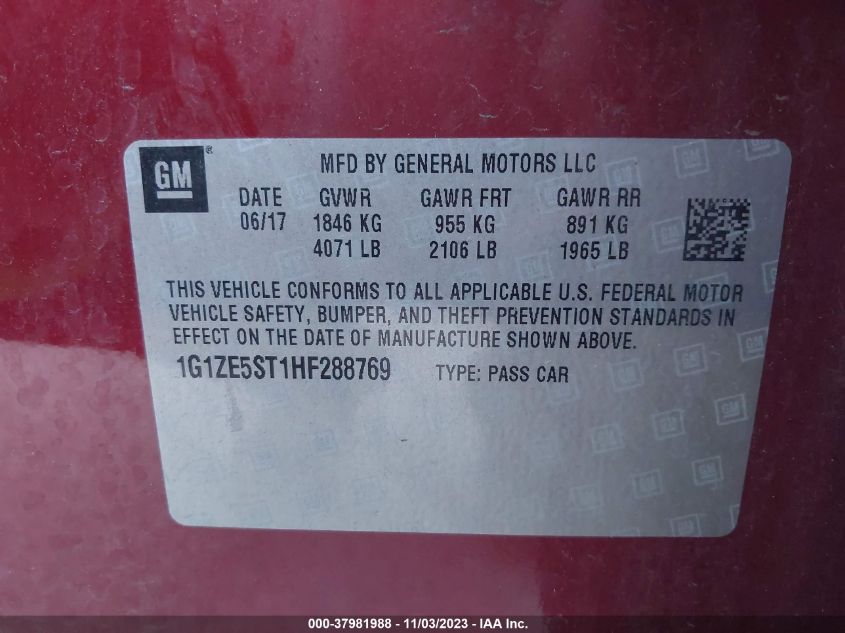 GM®
MFD BY GENERAL MOTORS LLC
DATE GVWR GAWR FRT GAWR RR
06/17 1846 KG 955 KG 891 KG
4071 LB 2106 LB 1965 LB
THIS VEHICLE CONFORMS TO ALL APPLICABLE U.S. FEDERAL MOTOR
VEHICLE SAFETY, BUMPER, AND THEFT PREVENTION STANDARDS IN
EFFECT ON THE DATE OF MANUFACTURE SHOWN ABOVE.
1G1ZE5ST1HF288769 TYPE: PASS CAR
000-37981988 - 11/03/2023 - IAAI.com